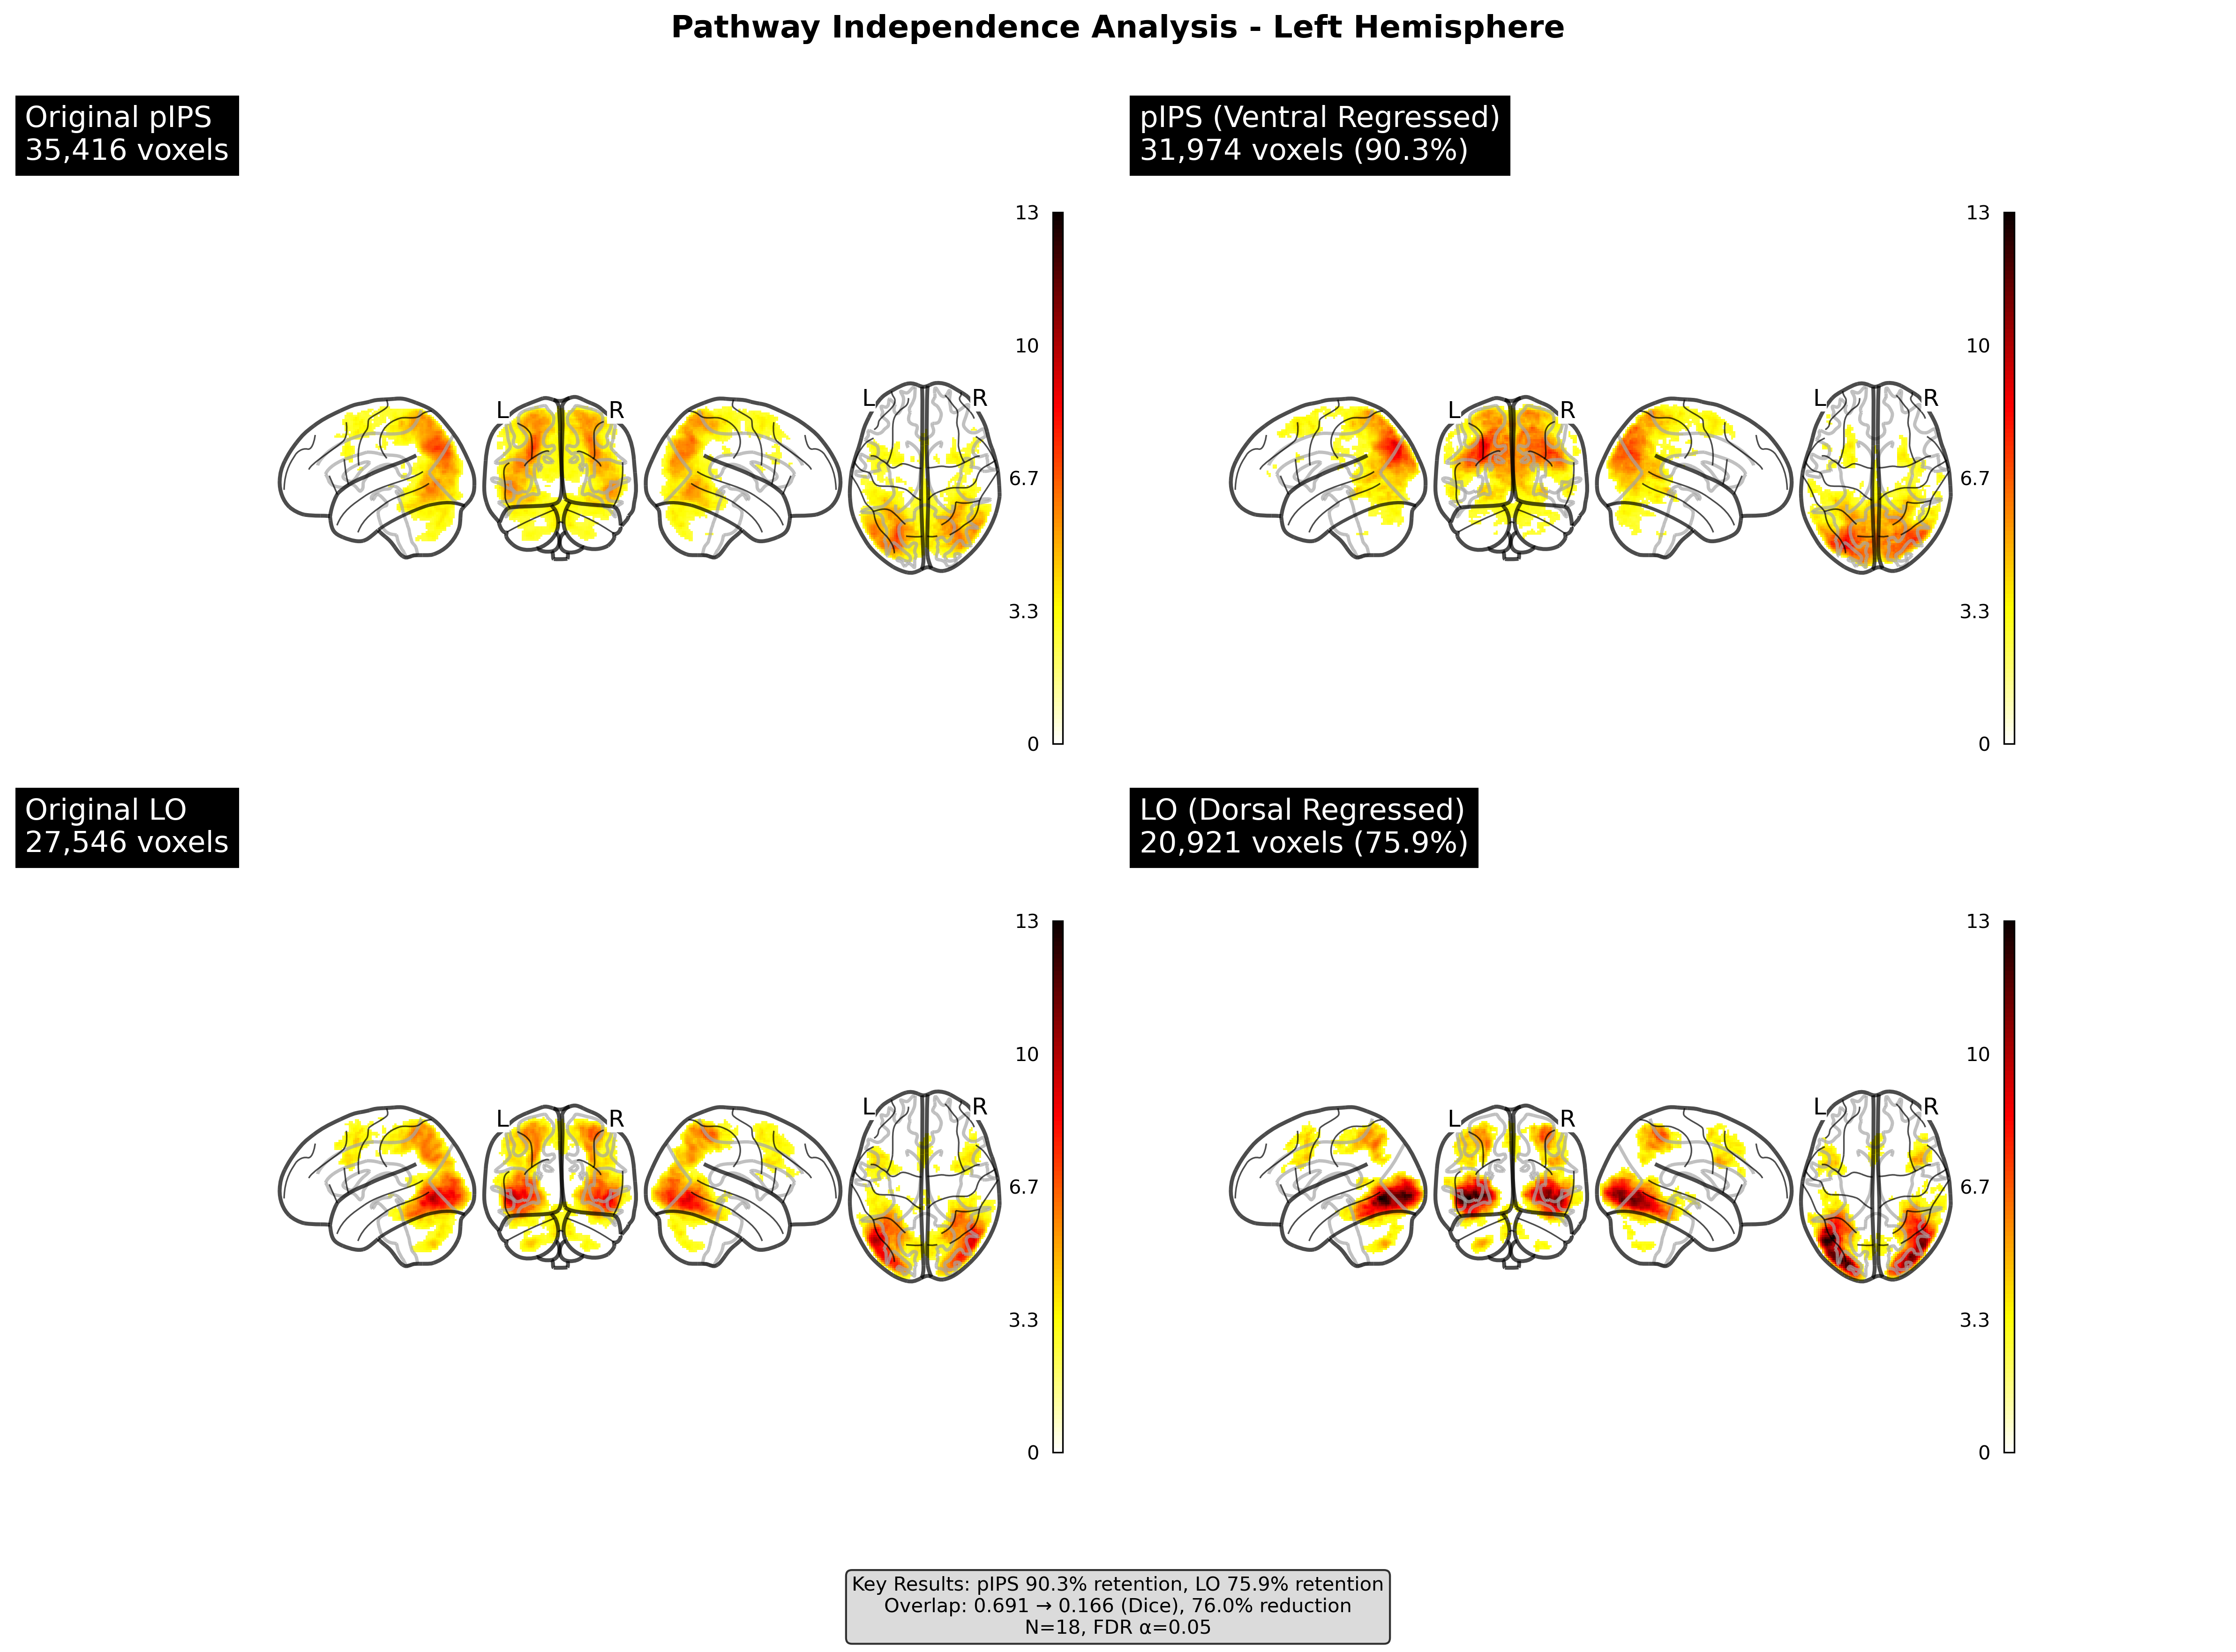 Pathway Independence Analysis - Left Hemisphere
Original pIPS
35,416 voxels
pIPS (Ventral Regressed)
31,974 voxels (90.3%)
13
10
6.7
3.3
0
L
R
L
R
13
10
6.7
3.3
0
L
R
L
R
Original LO
27,546 voxels
LO (Dorsal Regressed)
20,921 voxels (75.9%)
13
10
6.7
3.3
0
L
R
L
R
13
10
6.7
3.3
0
L
R
L
R
Key Results: pIPS 90.3% retention, LO 75.9% retention
Overlap: 0.691 → 0.166 (Dice), 76.0% reduction
N=18, FDR α=0.05